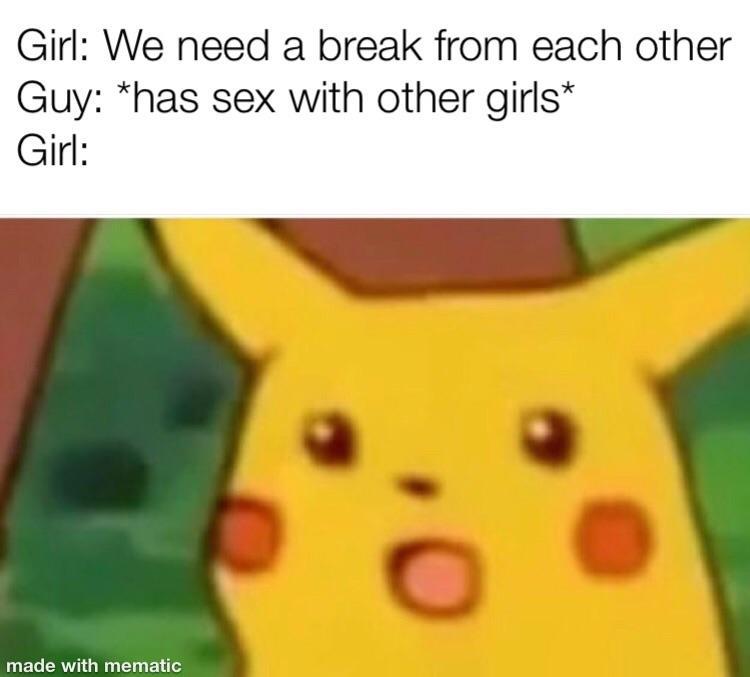 Girl: We need a break from each other
Guy: *has sex with other girls*
Girl:
made with mematic